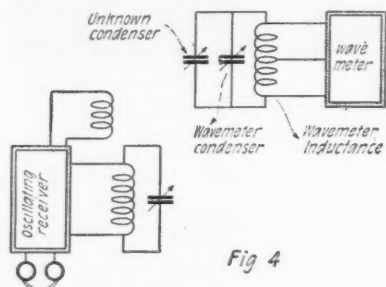 Unknown
condenser
wave
meter
Wavemeter
condenser
Wavemeter
Inductance
Oscillating
receiver
Fig 4